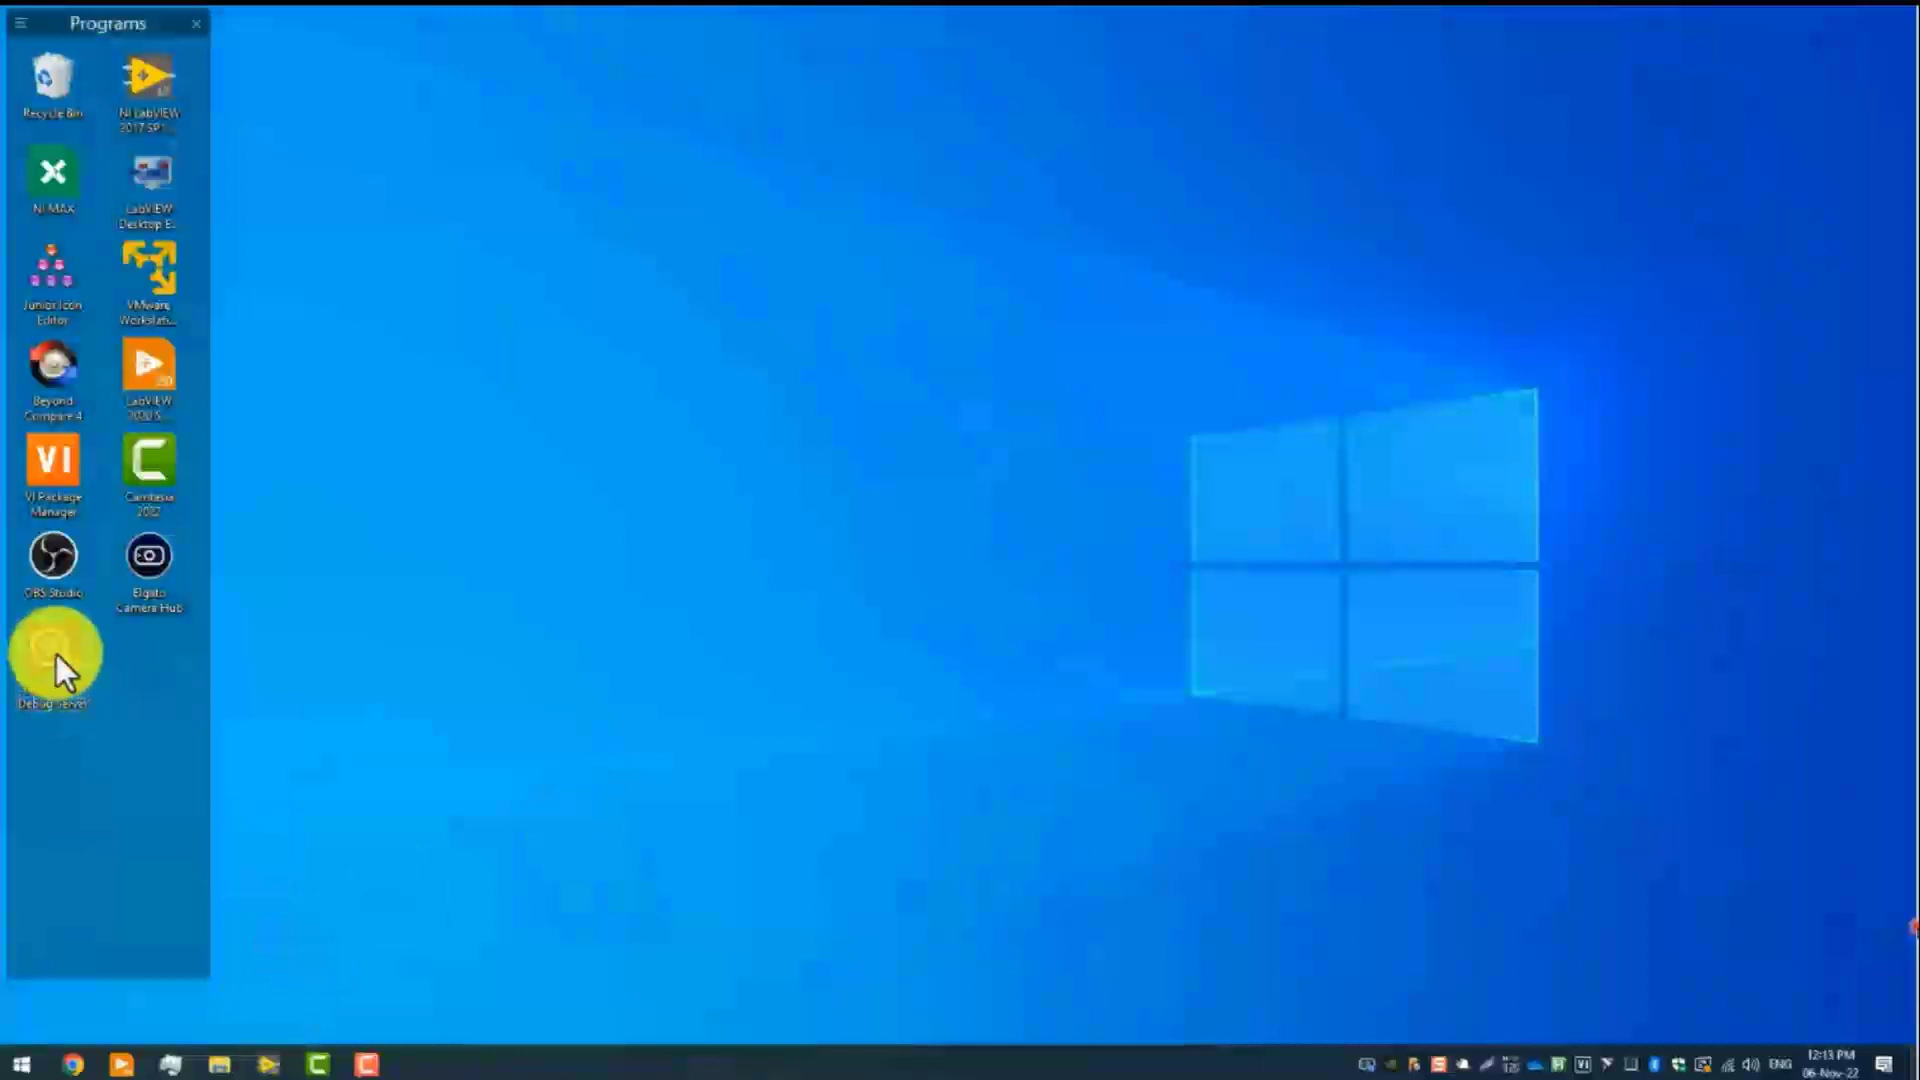 Programs
Recycle Bin
NI LabVIEW
2017 SP1...
NI MAX
LabVIEW
Desktop E...
Junior Icon
Editor
VMware
Workstati...
Beyond
Compare 4
LabVIEW
2020 S...
VI
VI Package
Manager
Camtasia
2022
OBS Studio
Elgato
Camera Hub
Debug Server
ENG
12:13 PM
06-Nov-22